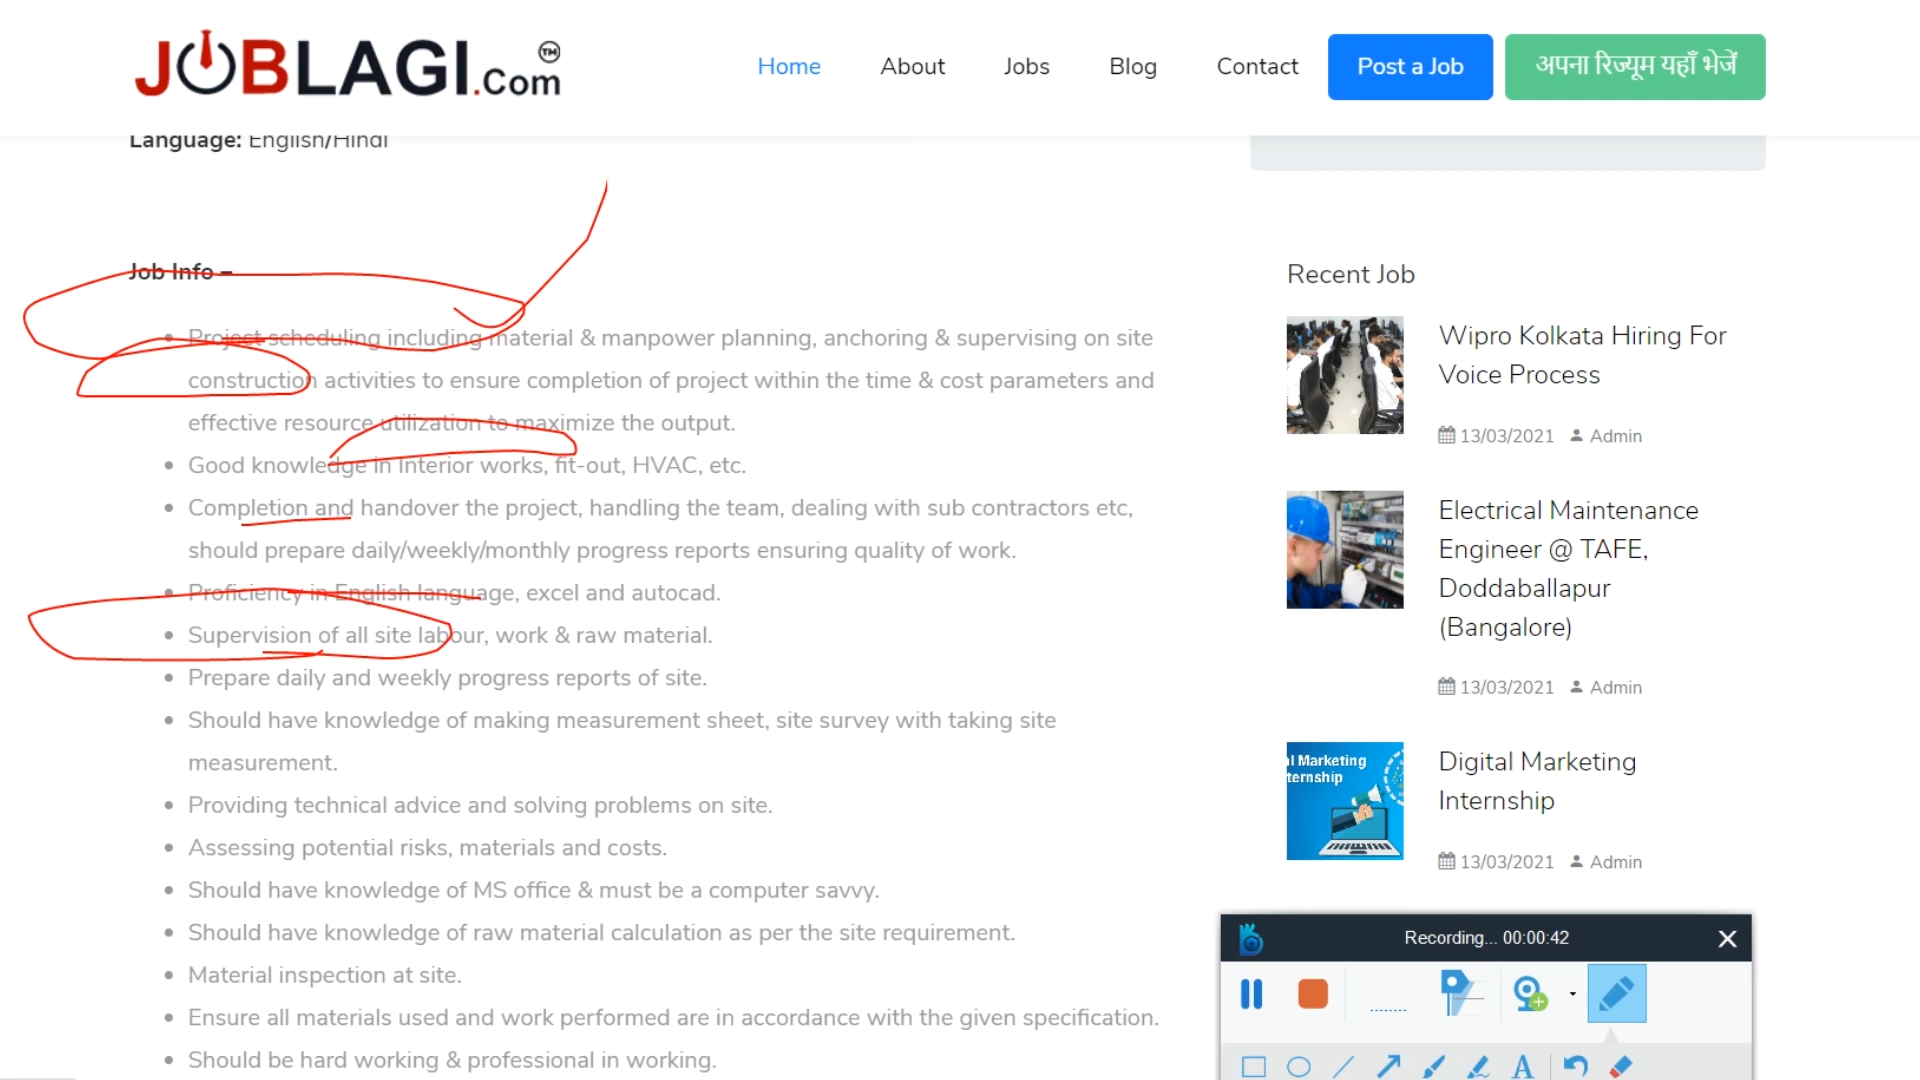 JOBLAGI.Com TM
Home
About
Jobs
Blog
Contact
Post a Job
अपना रिज्यूम यहाँ भेजें
Language: English/Hindi
Job Info –
Project scheduling including material & manpower planning, anchoring & supervising on site
construction activities to ensure completion of project within the time & cost parameters and
effective resource utilization to maximize the output.
Good knowledge in Interior works, fit-out, HVAC, etc.
Completion and handover the project, handling the team, dealing with sub contractors etc,
should prepare daily/weekly/monthly progress reports ensuring quality of work.
Proficiency in English language, excel and autocad.
Supervision of all site labour, work & raw material.
Prepare daily and weekly progress reports of site.
Should have knowledge of making measurement sheet, site survey with taking site
measurement.
Providing technical advice and solving problems on site.
Assessing potential risks, materials and costs.
Should have knowledge of MS office & must be a computer savvy.
Should have knowledge of raw material calculation as per the site requirement.
Material inspection at site.
Ensure all materials used and work performed are in accordance with the given specification.
Should be hard working & professional in working.
Recent Job
Wipro Kolkata Hiring For
Voice Process
13/03/2021 Admin
Electrical Maintenance
Engineer @ TAFE,
Doddaballapur
(Bangalore)
13/03/2021 Admin
al Marketing
ternship
Digital Marketing
Internship
13/03/2021 Admin
Recording... 00:00:42
A